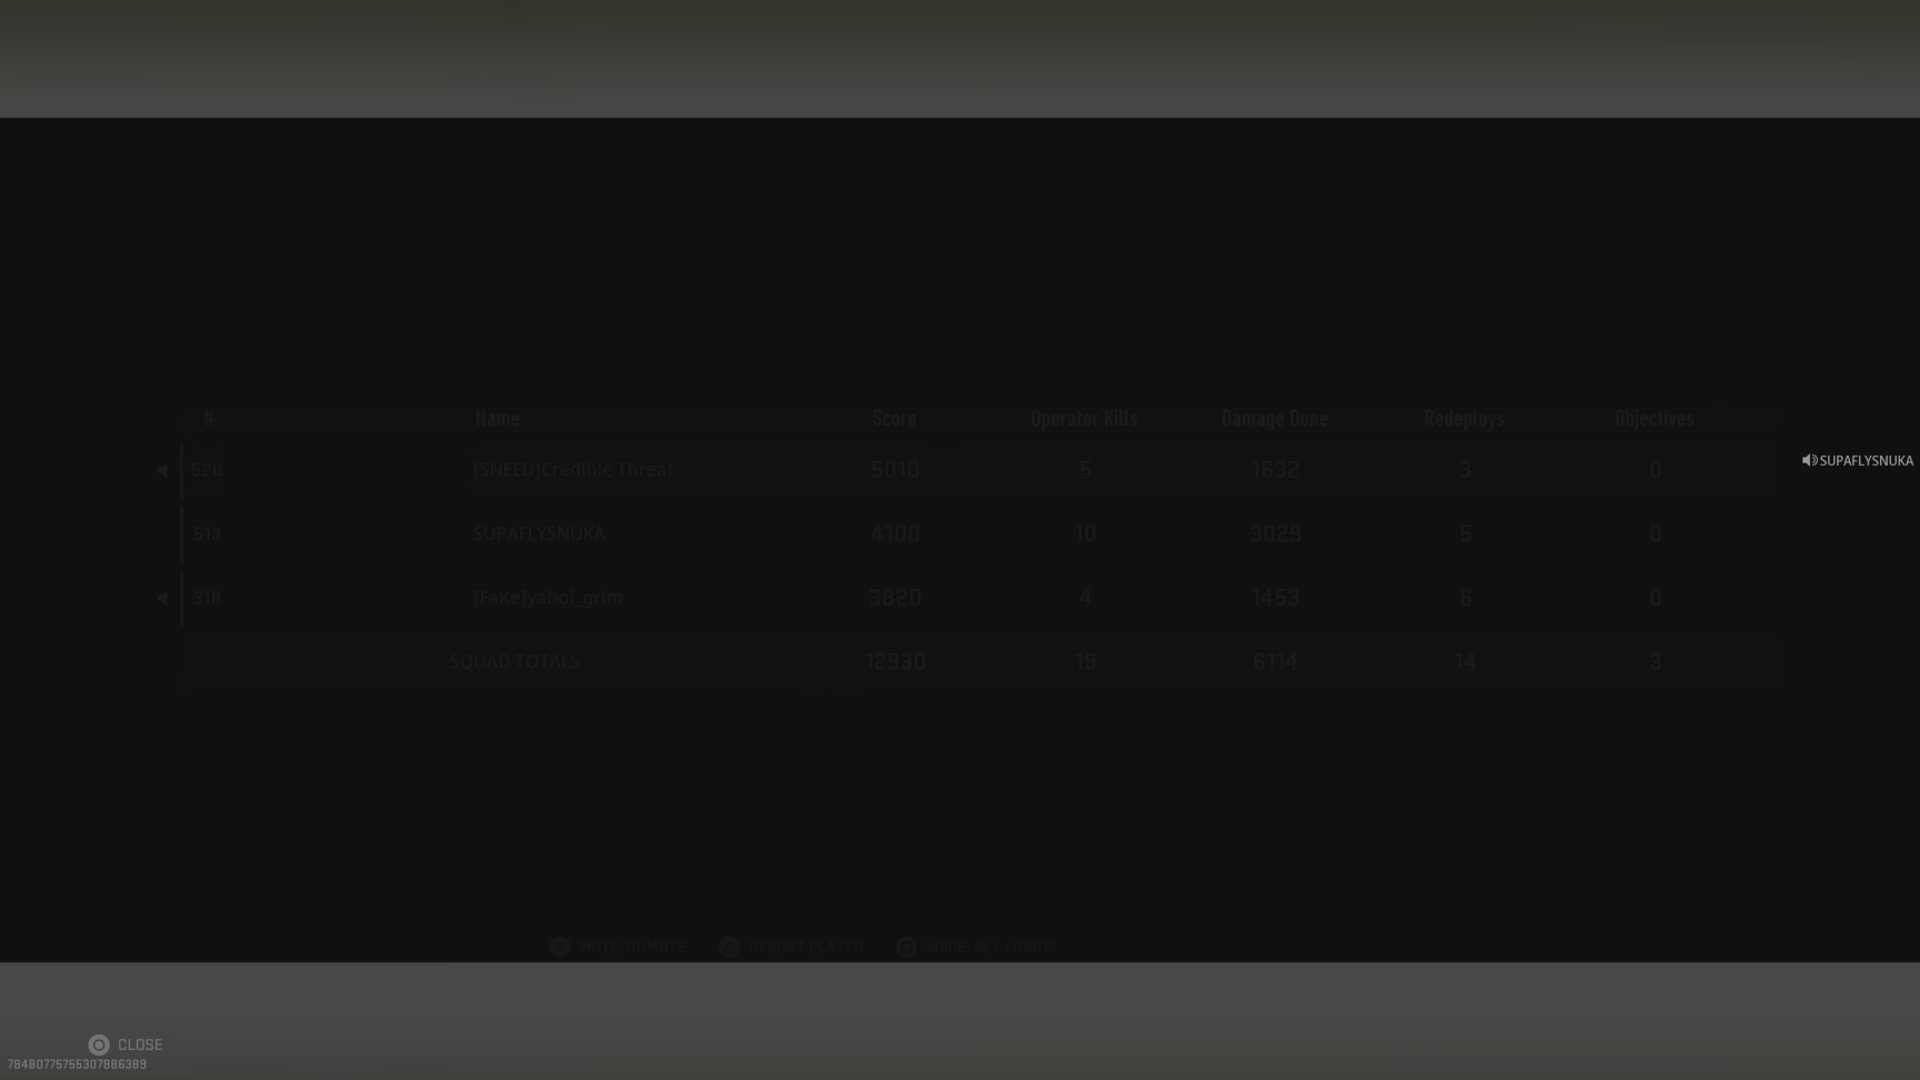 # Name Score Operator Kills Damage Done Redeploys Objectives
520 [SNEED]Credible Threat 5010 5 1632 3 0
SUPAFLYSNUKA
513 SUPAFLYSNUKA 4100 10 3029 5 0
318 [FaKe]yaboi_grim 3820 4 1453 6 0
SQUAD TOTALS 12930 19 6114 14 3
MUTE/UNMUTE REPORT PLAYER VOICE: ALL LOBBY
CLOSE
78480775755307886389